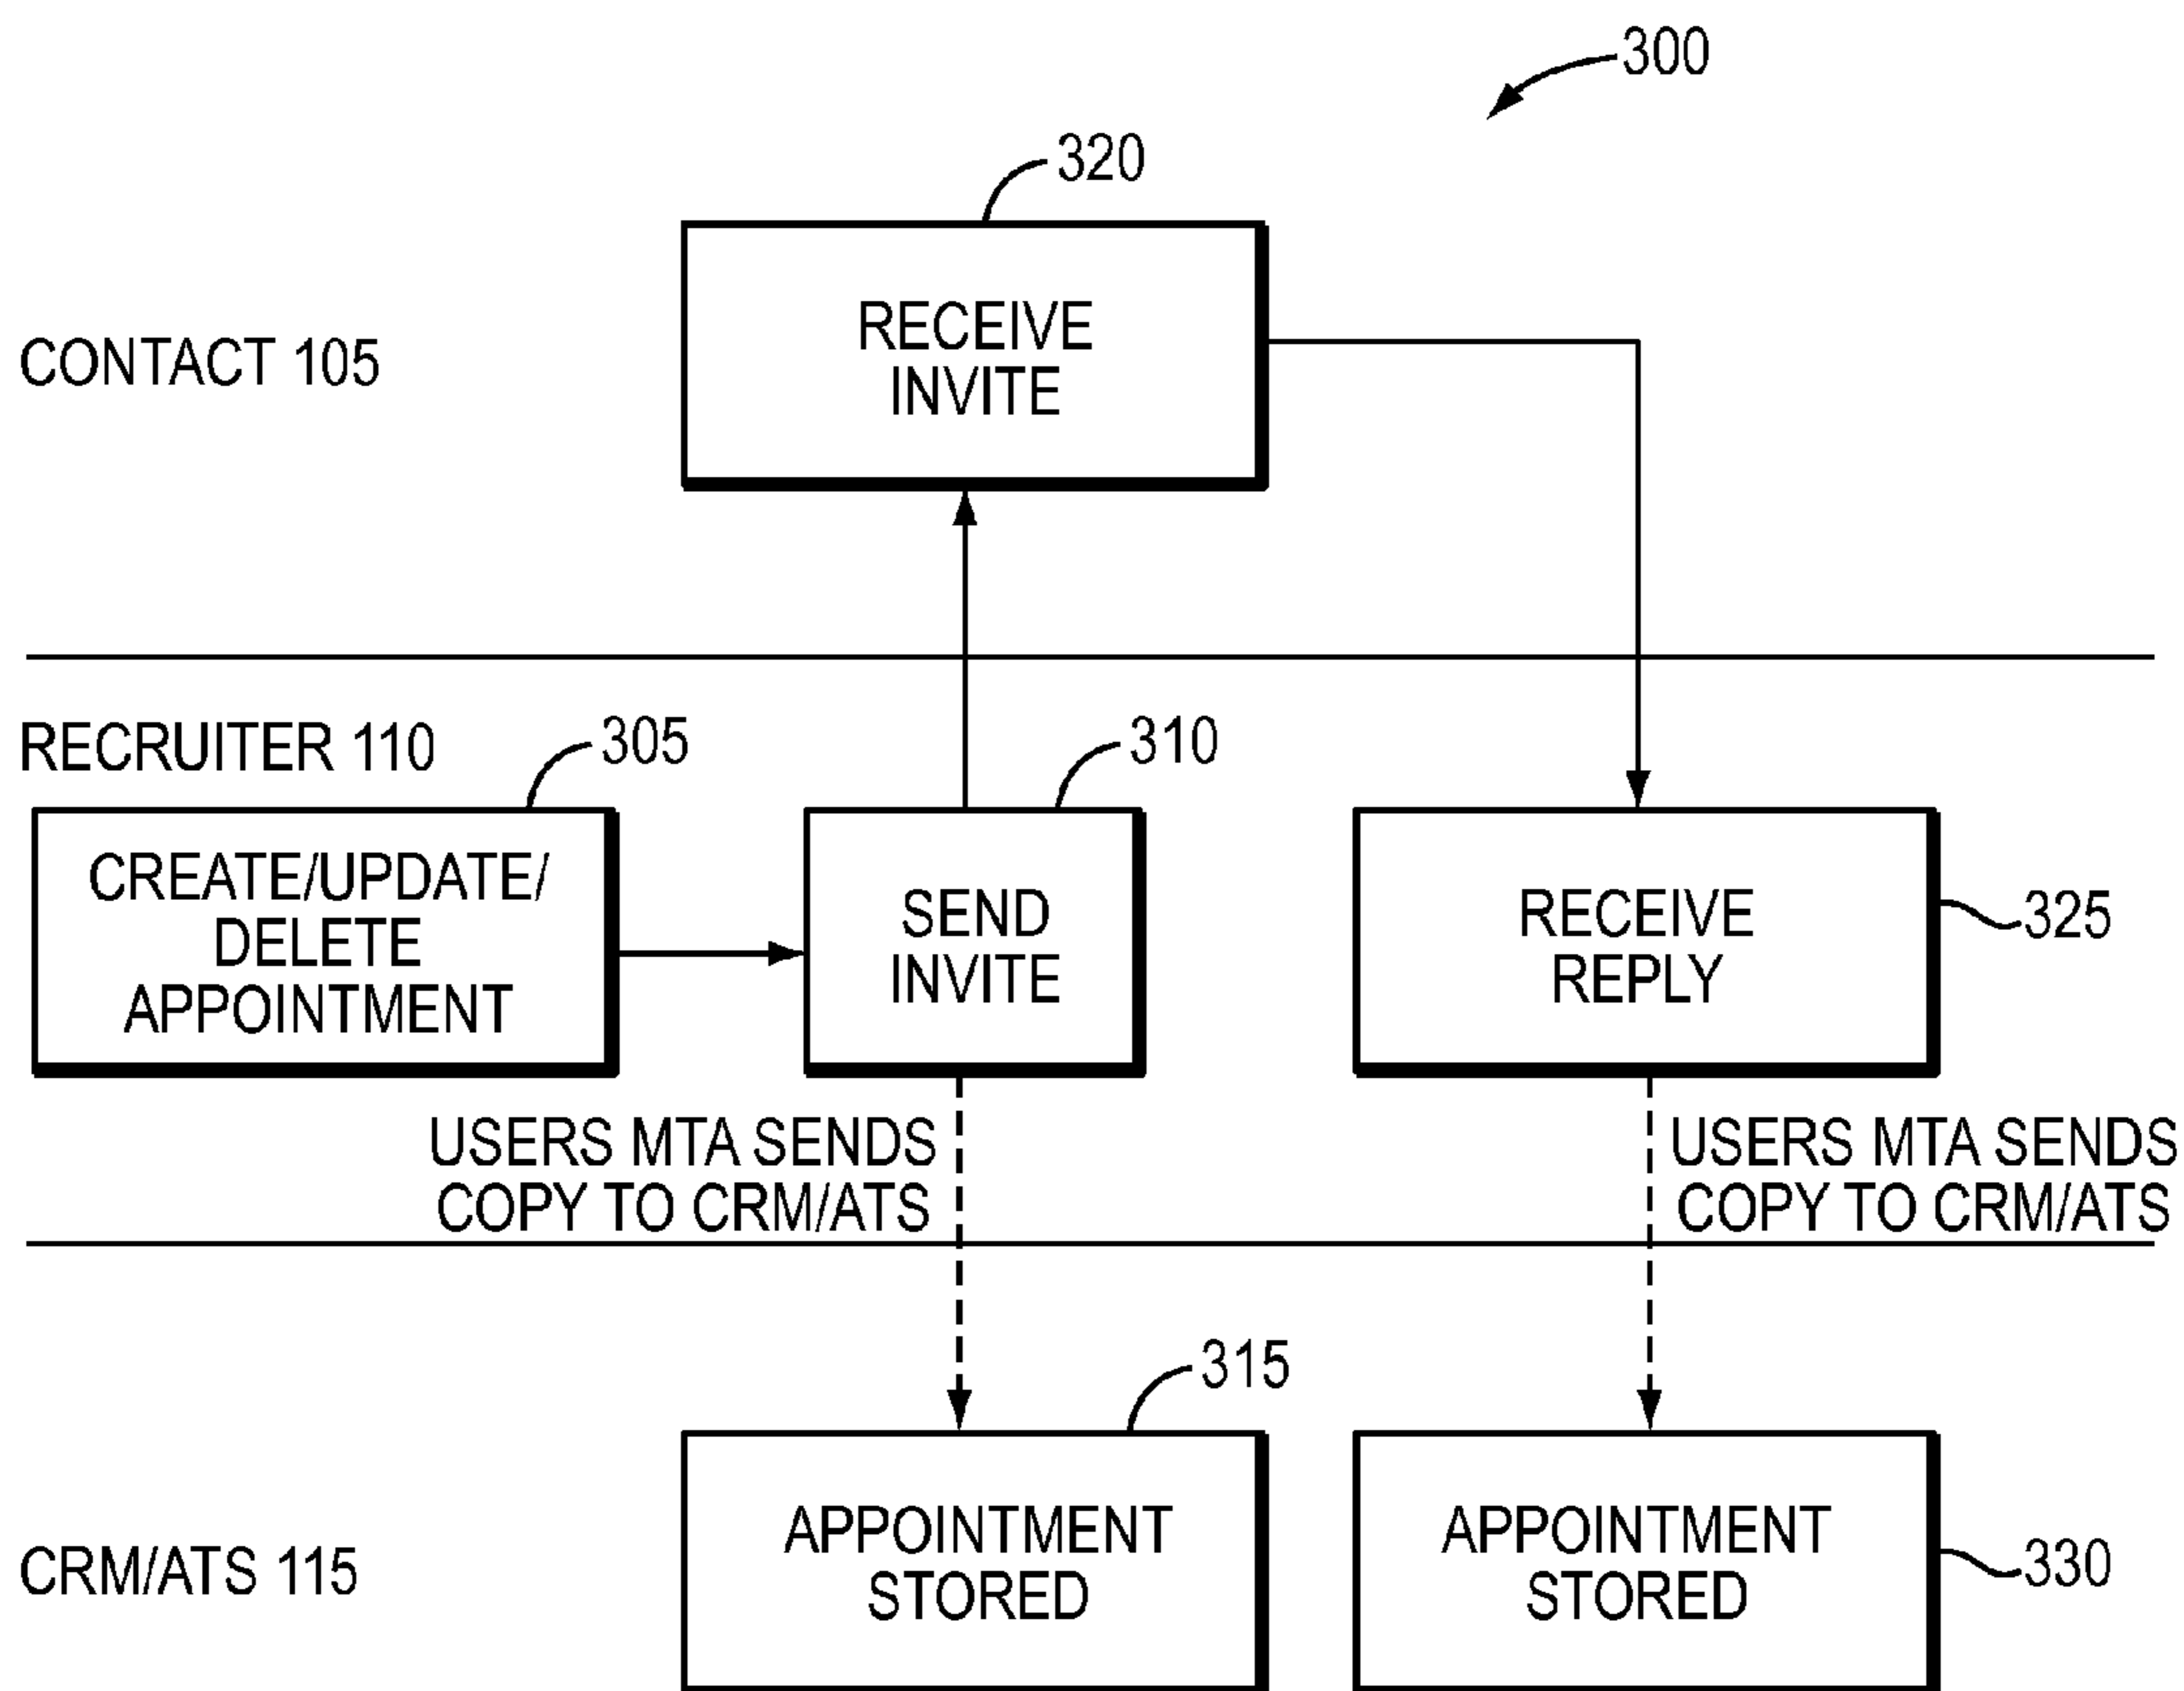 300
320
RECEIVE
INVITE
CONTACT 105
RECRUITER 110
305
310
CREATE/UPDATE/
DELETE
APPOINTMENT
SEND
INVITE
RECEIVE
REPLY
325
USERS MTA SENDS
COPY TO CRM/ATS
USERS MTA SENDS
COPY TO CRM/ATS
315
CRM/ATS 115
APPOINTMENT
STORED
APPOINTMENT
STORED
330